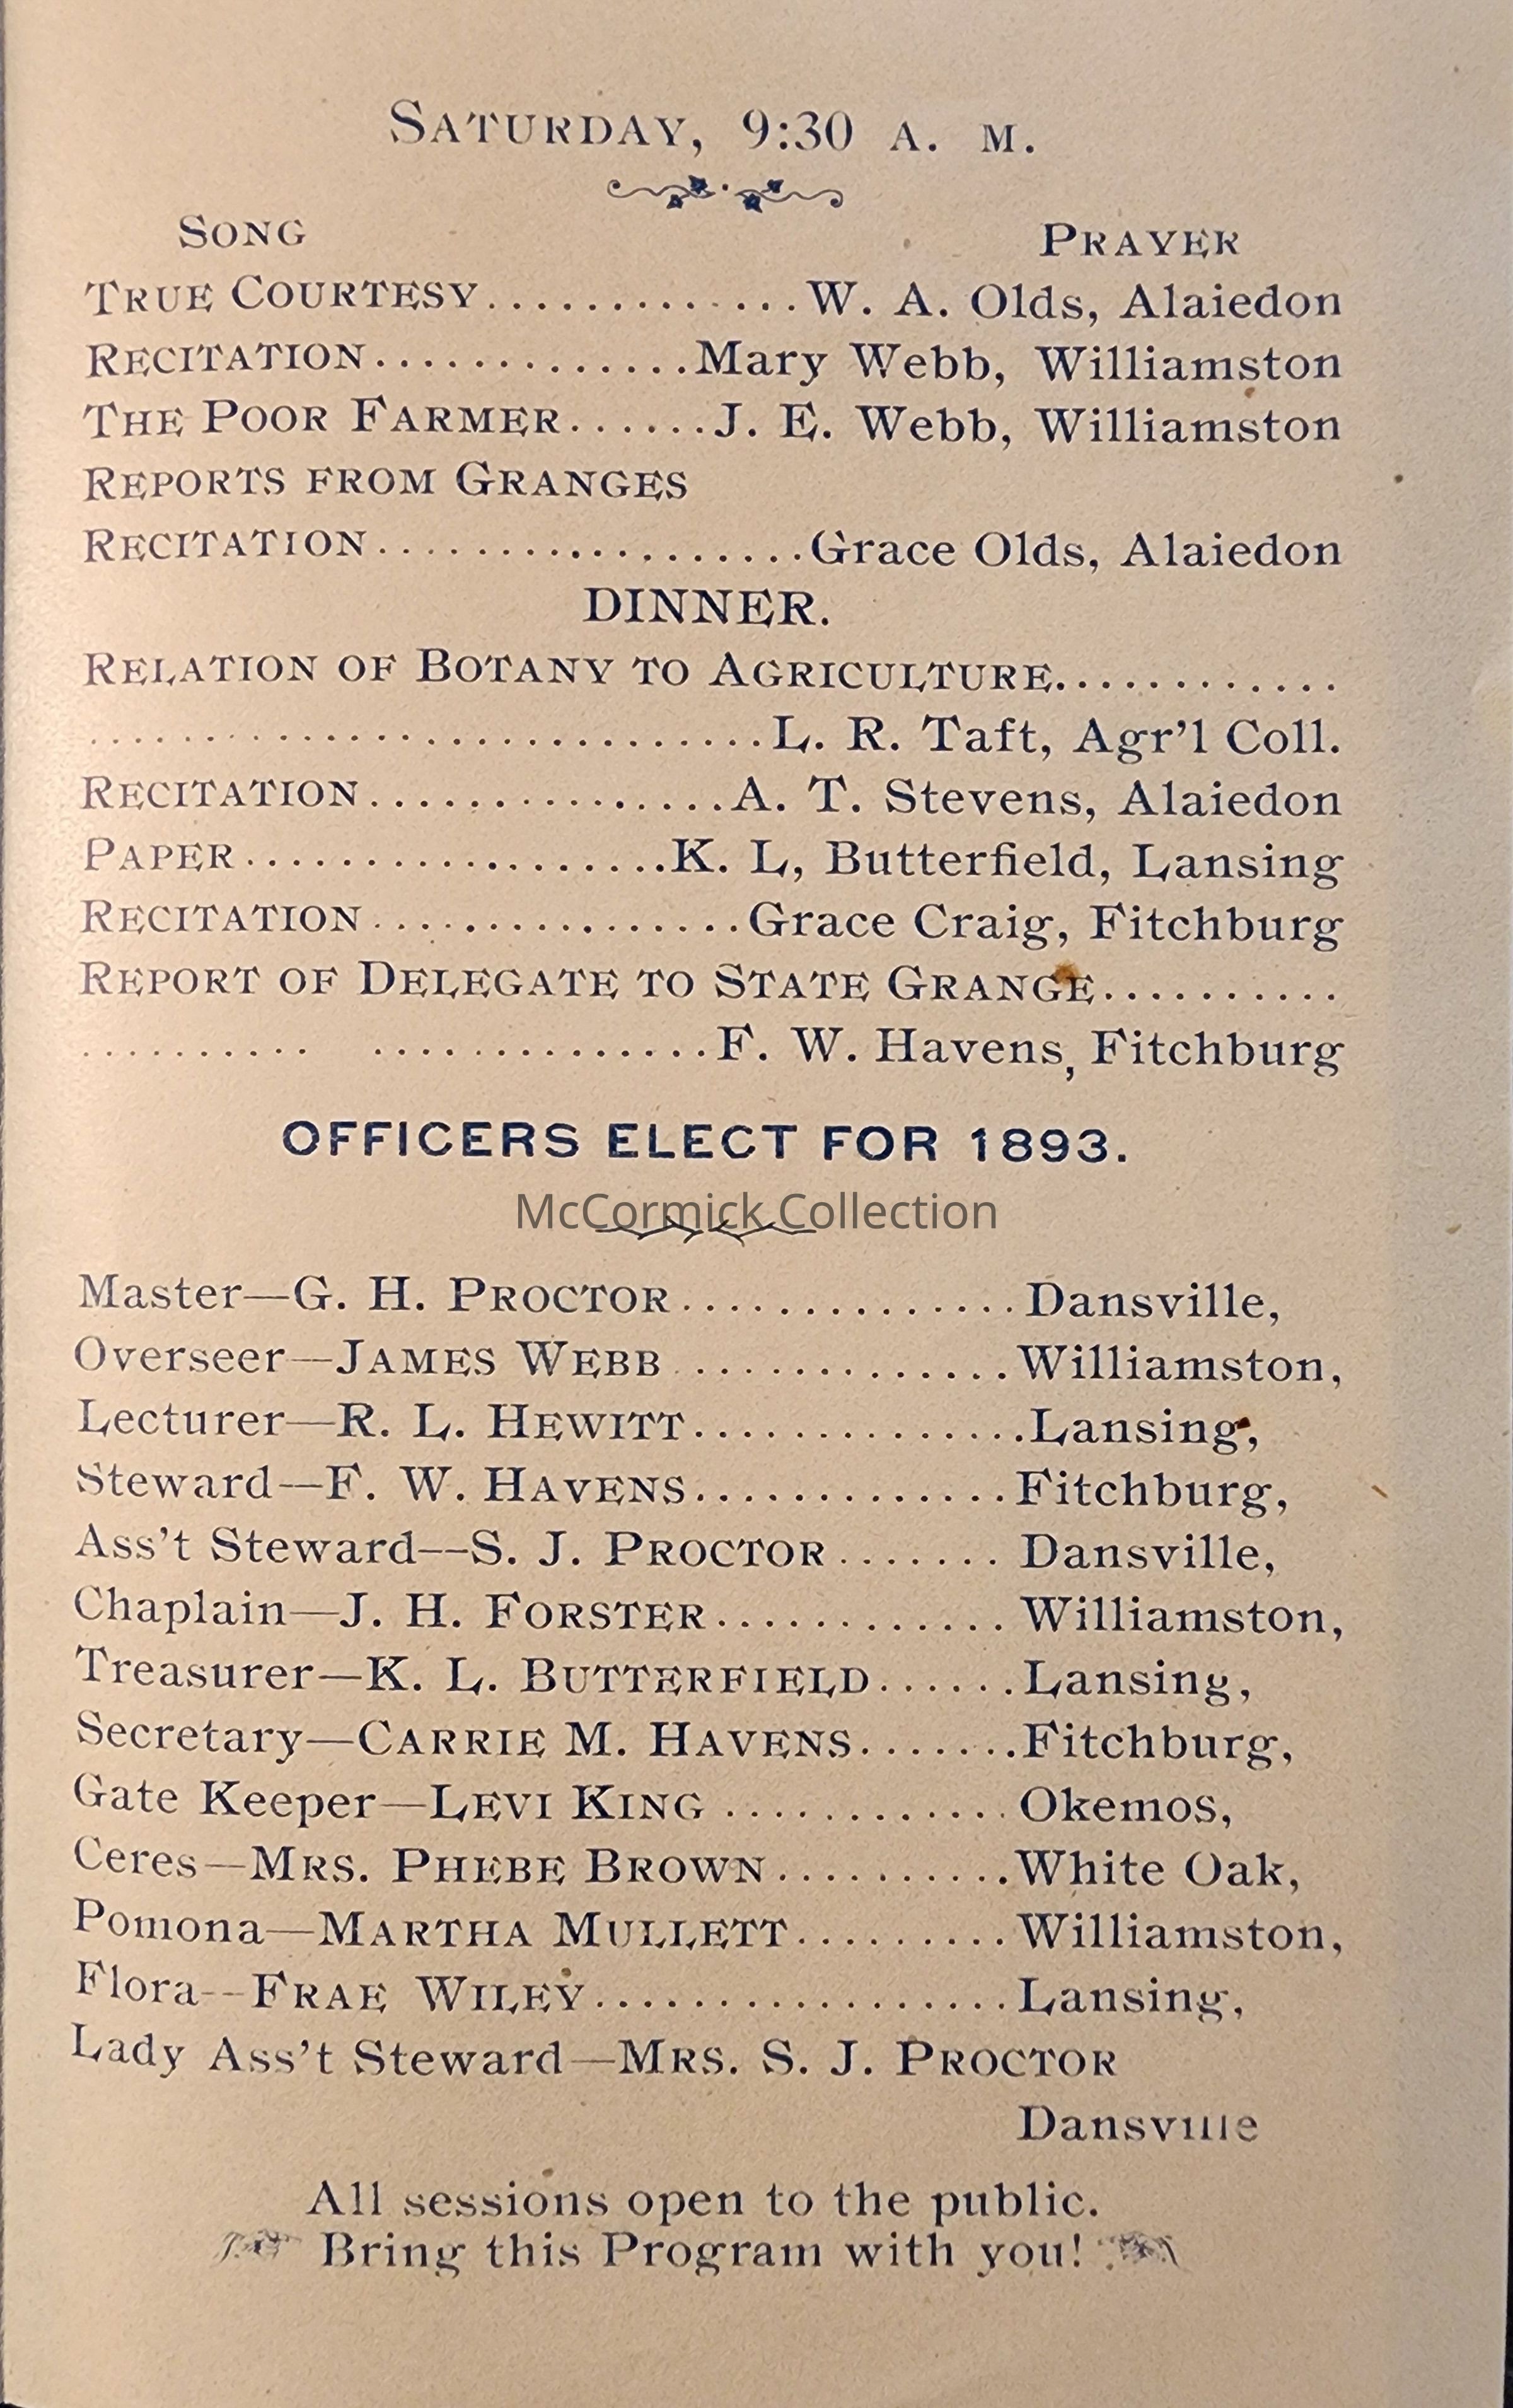 SATURDAY, 9:30 A. M.
SONG PRAYER
TRUE COURTESY.............W. A. Olds, Alaiedon
RECITATION.............Mary Webb, Williamston
THE POOR FARMER......J. E. Webb, Williamston
REPORTS FROM GRANGES
RECITATION..................Grace Olds, Alaiedon
DINNER.
RELATION OF BOTANY TO AGRICULTURE............
.............................L. R. Taft, Agr'l Coll.
RECITATION...............A. T. Stevens, Alaiedon
PAPER..................K. L, Butterfield, Lansing
RECITATION................Grace Craig, Fitchburg
REPORT OF DELEGATE TO STATE GRANGE..........
.......... ..............F. W. Havens, Fitchburg
OFFICERS ELECT FOR 1893.
McCormick Collection
Master—G. H. PROCTOR...............Dansville,
Overseer—JAMES WEBB..............Williamston,
Lecturer—R. L. HEWITT...............Lansing,
Steward—F. W. HAVENS..............Fitchburg,
Ass't Steward—S. J. PROCTOR....... Dansville,
Chaplain—J. H. FORSTER............. Williamston,
Treasurer—K. L. BUTTERFIELD......Lansing,
Secretary—CARRIE M. HAVENS.......Fitchburg,
Gate Keeper—LEVI KING ............. Okemos,
Ceres—MRS. PHEBE BROWN..........White Oak,
Pomona—MARTHA MULLETT.........Williamston,
Flora--FRAE WILEY.................Lansing,
Lady Ass't Steward—MRS. S. J. PROCTOR
Dansville
All sessions open to the public.
Bring this Program with you!